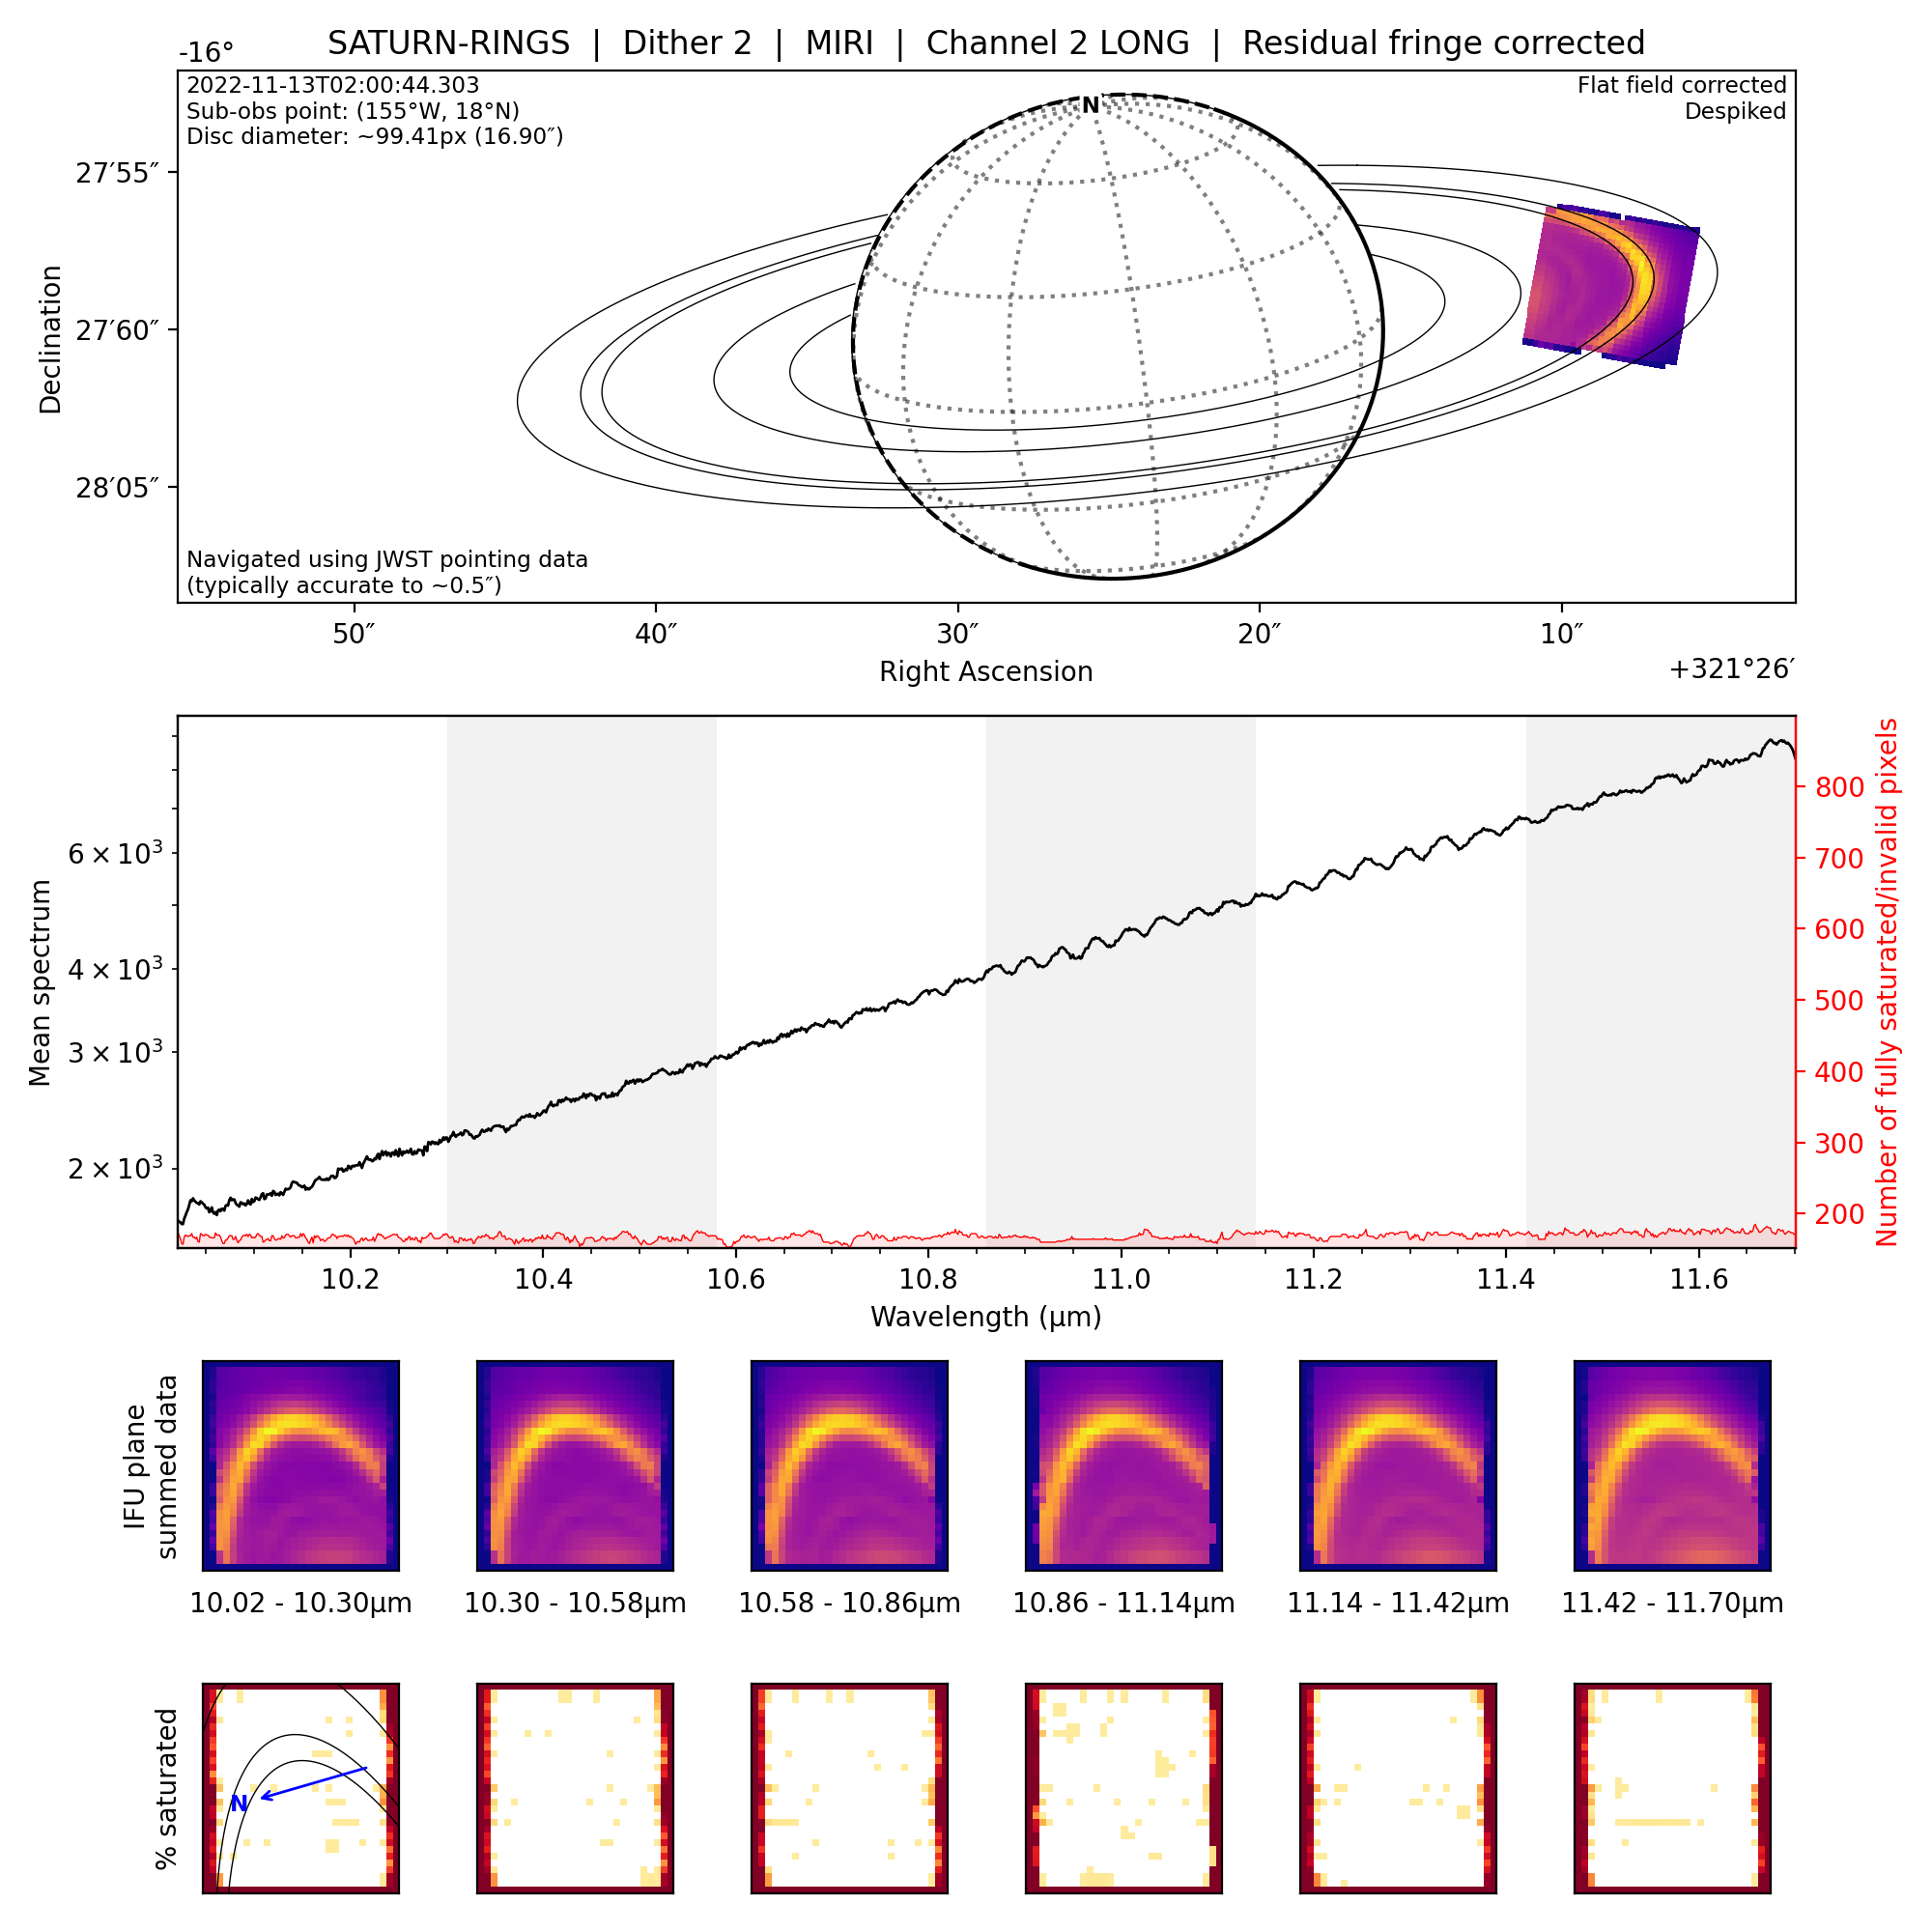 SATURN-RINGS | Dither 2 | MIRI | Channel 2 LONG | Residual fringe corrected
-16°
2022-11-13T02:00:44.303
Sub-obs point: (155°W, 18°N)
Disc diameter: ~99.41px (16.90″)
Flat field corrected
Despiked
N
27′55″
27′60″
28′05″
Declination
Navigated using JWST pointing data
(typically accurate to ~0.5″)
50″ 40″ 30″ 20″ 10″
Right Ascension
+321°26′
Mean spectrum
6 × 10³
4 × 10³
3 × 10³
2 × 10³
800
700
600
500
400
300
200
Number of fully saturated/invalid pixels
10.2 10.4 10.6 10.8 11.0 11.2 11.4 11.6
Wavelength (µm)
IFU plane
summed data
10.02 - 10.30µm 10.30 - 10.58µm 10.58 - 10.86µm 10.86 - 11.14µm 11.14 - 11.42µm 11.42 - 11.70µm
% saturated
N